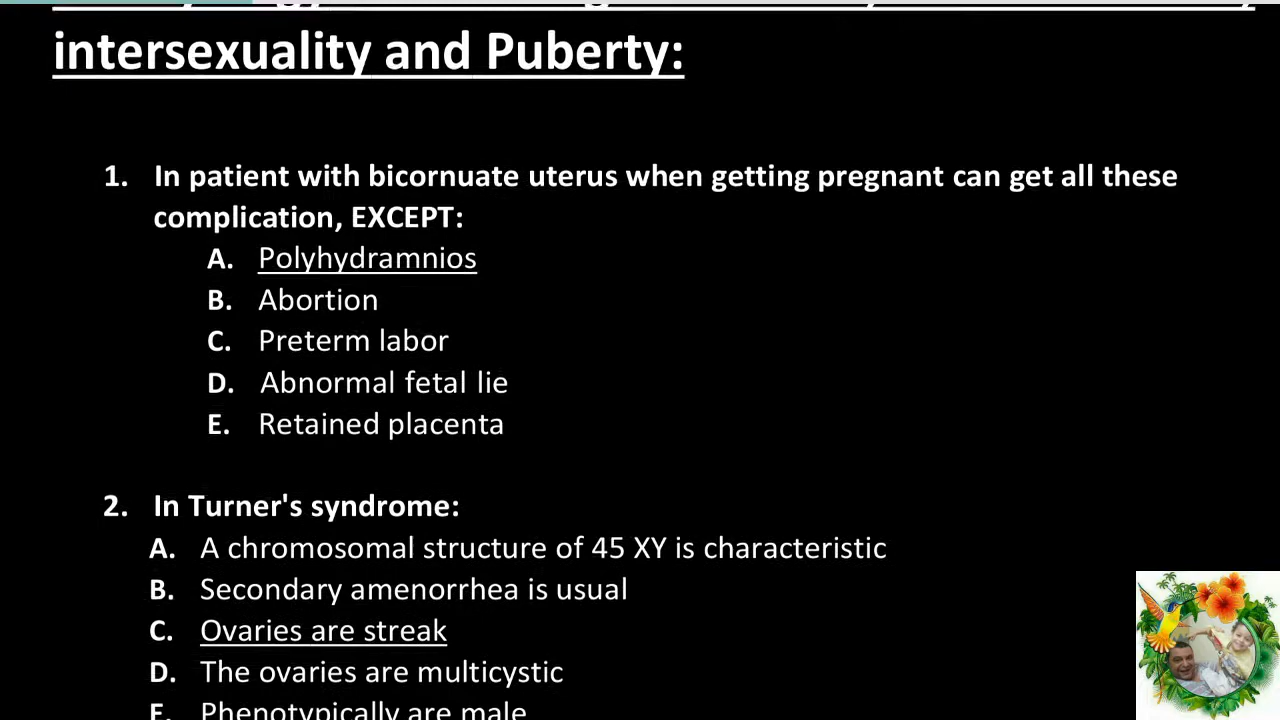 intersexuality and Puberty:
1. In patient with bicornuate uterus when getting pregnant can get all these
complication, EXCEPT:
A. Polyhydramnios
B. Abortion
C. Preterm labor
D. Abnormal fetal lie
E. Retained placenta
2. In Turner's syndrome:
A. A chromosomal structure of 45 XY is characteristic
B. Secondary amenorrhea is usual
C. Ovaries are streak
D. The ovaries are multicystic
E. Phenotypically are male